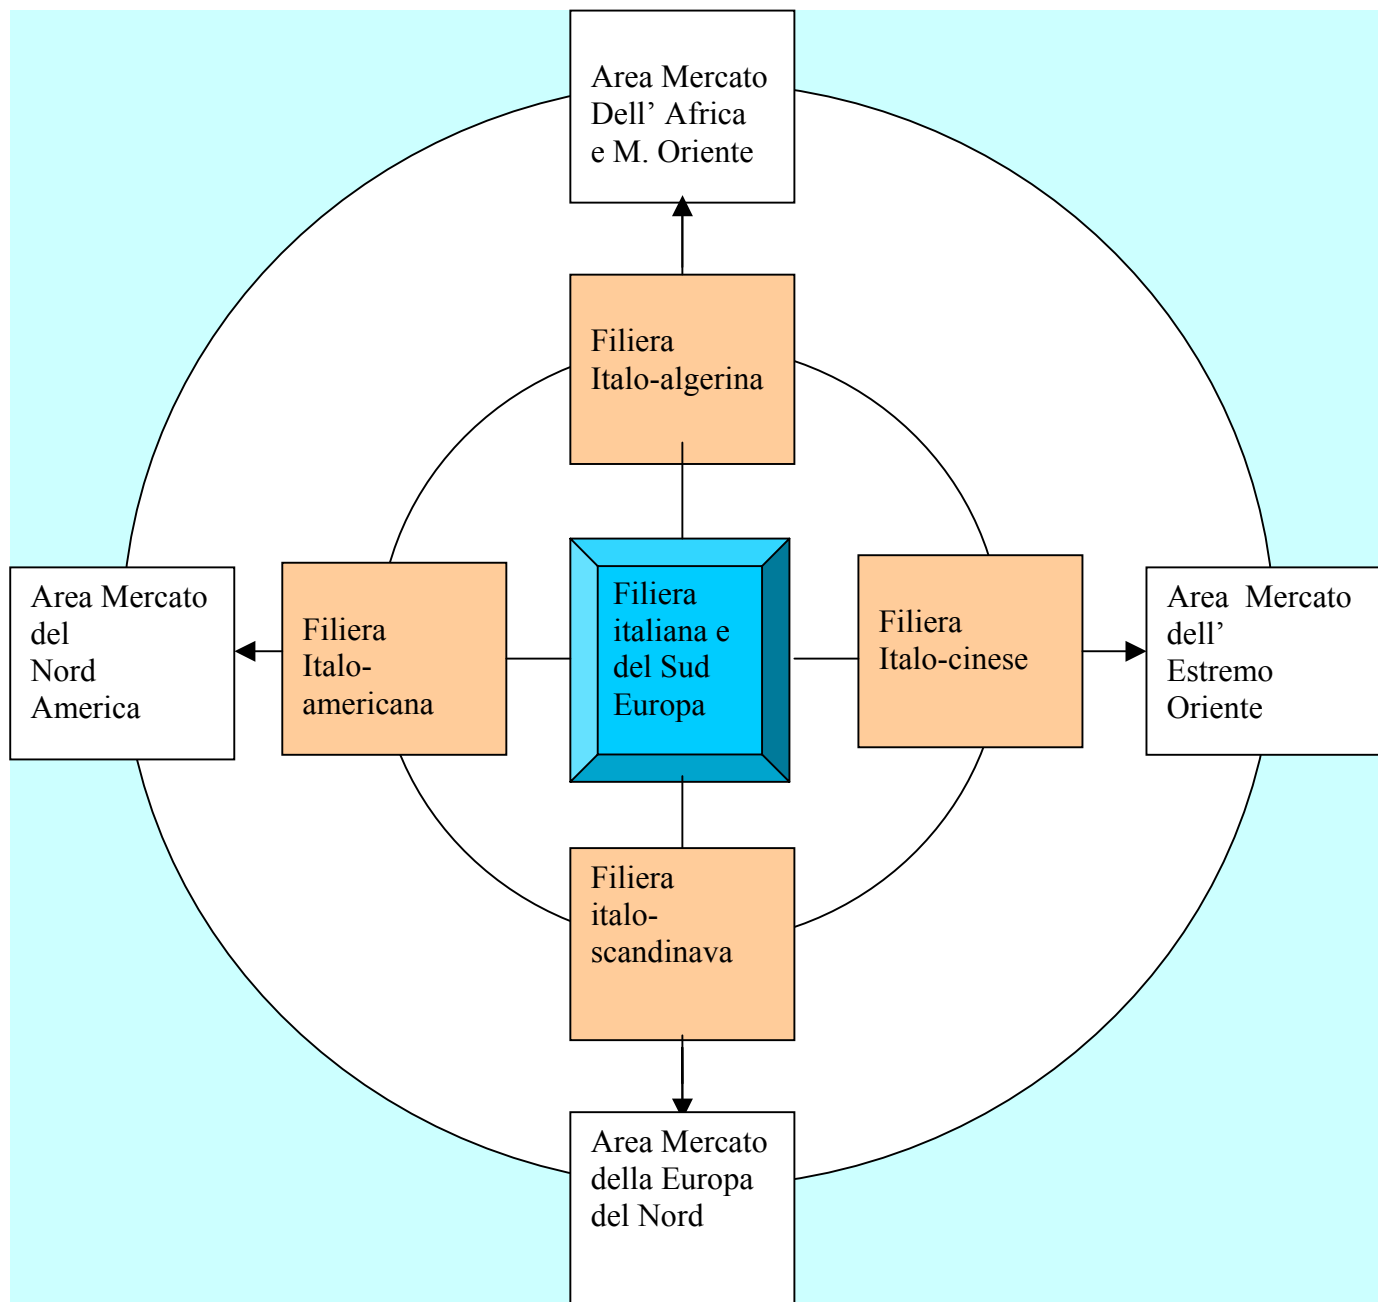 Area Mercato
Dell’ Africa
e M. Oriente
Filiera
Italo-algerina
Area Mercato
del
Nord
America
Filiera
Italo-
americana
Filiera
italiana e
del Sud
Europa
Filiera
Italo-cinese
Area Mercato
dell’
Estremo
Oriente
Filiera
italo-
scandinava
Area Mercato
della Europa
del Nord